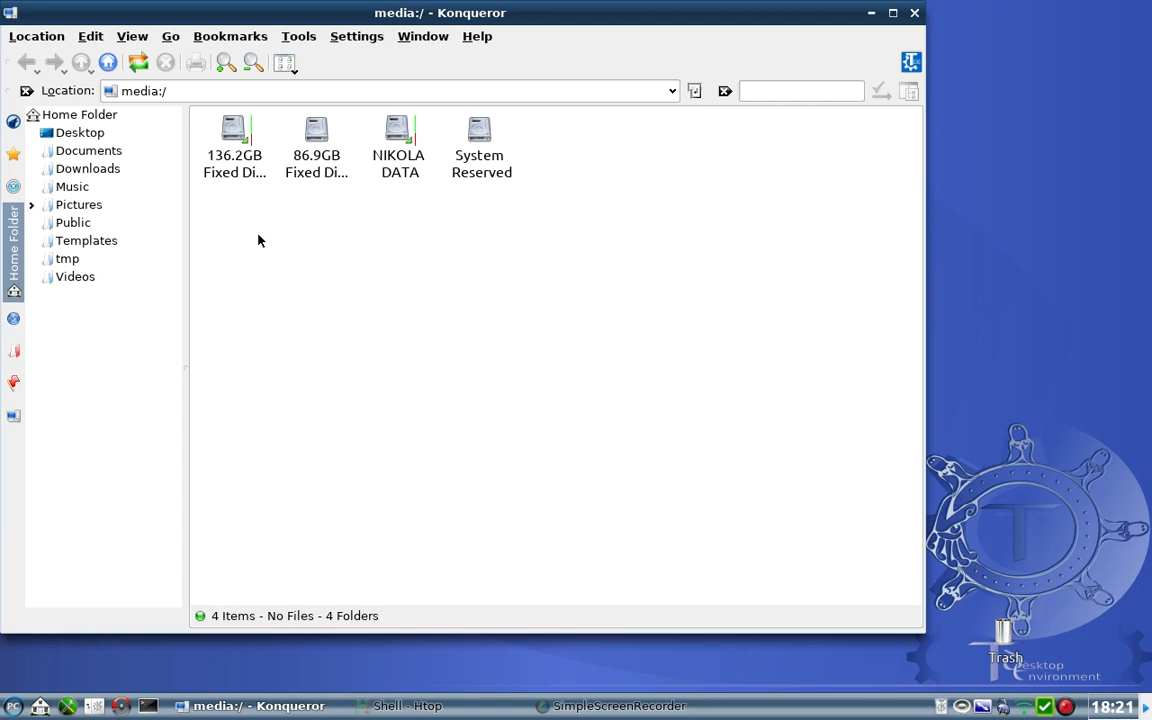 media:/ - Konqueror
Location Edit View Go Bookmarks Tools Settings Window Help
Location: media:/
Home Folder
Desktop
Documents
Downloads
Music
Pictures
Public
Templates
tmp
Videos
Home Folder
136.2GB
Fixed Di...
86.9GB
Fixed Di...
NIKOLA
DATA
System
Reserved
4 Items - No Files - 4 Folders
T
Trash
Desktop
nvironment
PC
media:/ - Konqueror
Shell - Htop
SimpleScreenRecorder
18:21